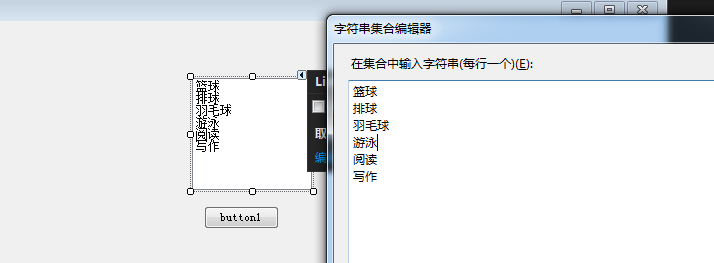 字符串集合编辑器
在集合中输入字符串(每行一个)(E):
篮球
排球
羽毛球
游泳
阅读
写作
Li
取
编
篮球
排球
羽毛球
游泳
阅读
写作
button1